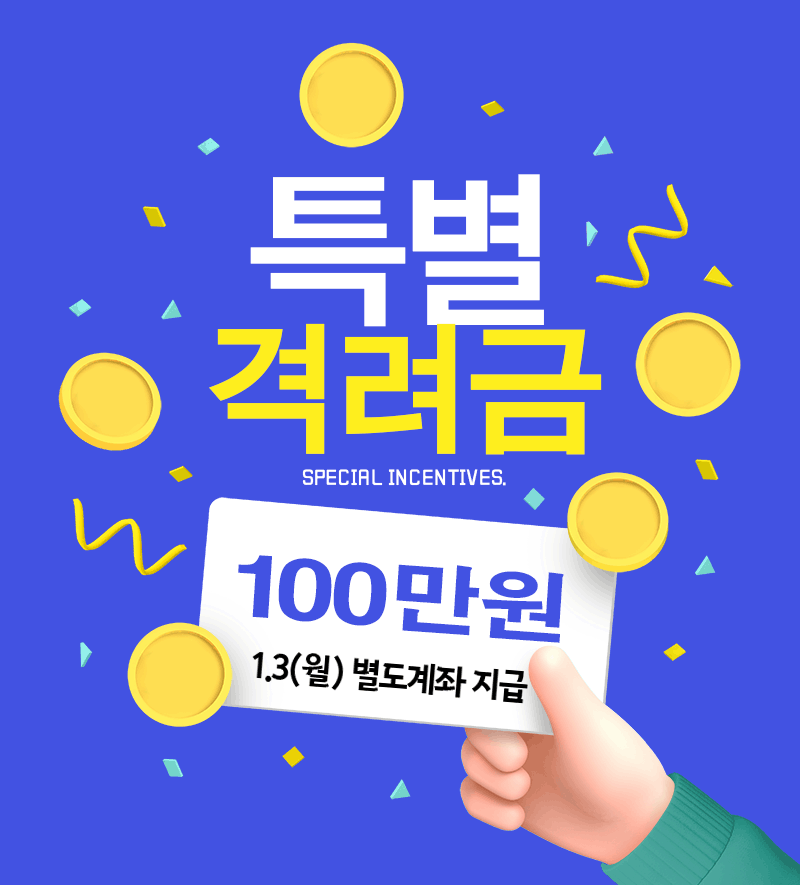 특별
격려금
SPECIAL INCENTIVES.
100만원
1.3(월) 별도계좌 지급